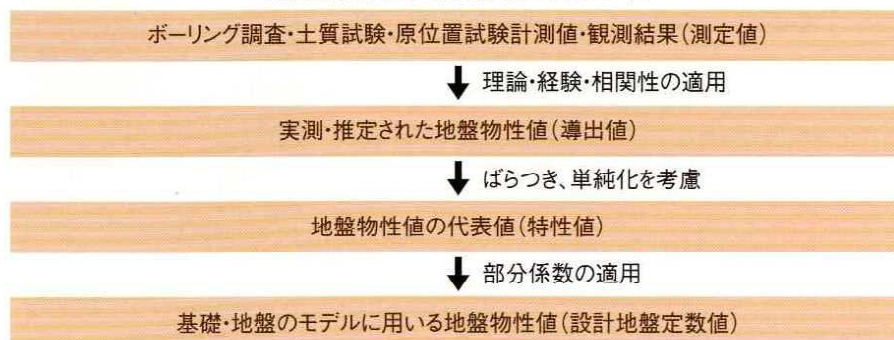 ボーリング調査・土質試験・原位置試験計測値・観測結果(測定値)
理論・経験・相関性の適用
実測・推定された地盤物性値(導出値)
ばらつき、単純化を考慮
地盤物性値の代表値(特性値)
部分係数の適用
基礎・地盤のモデルに用いる地盤物性値(設計地盤定数値)